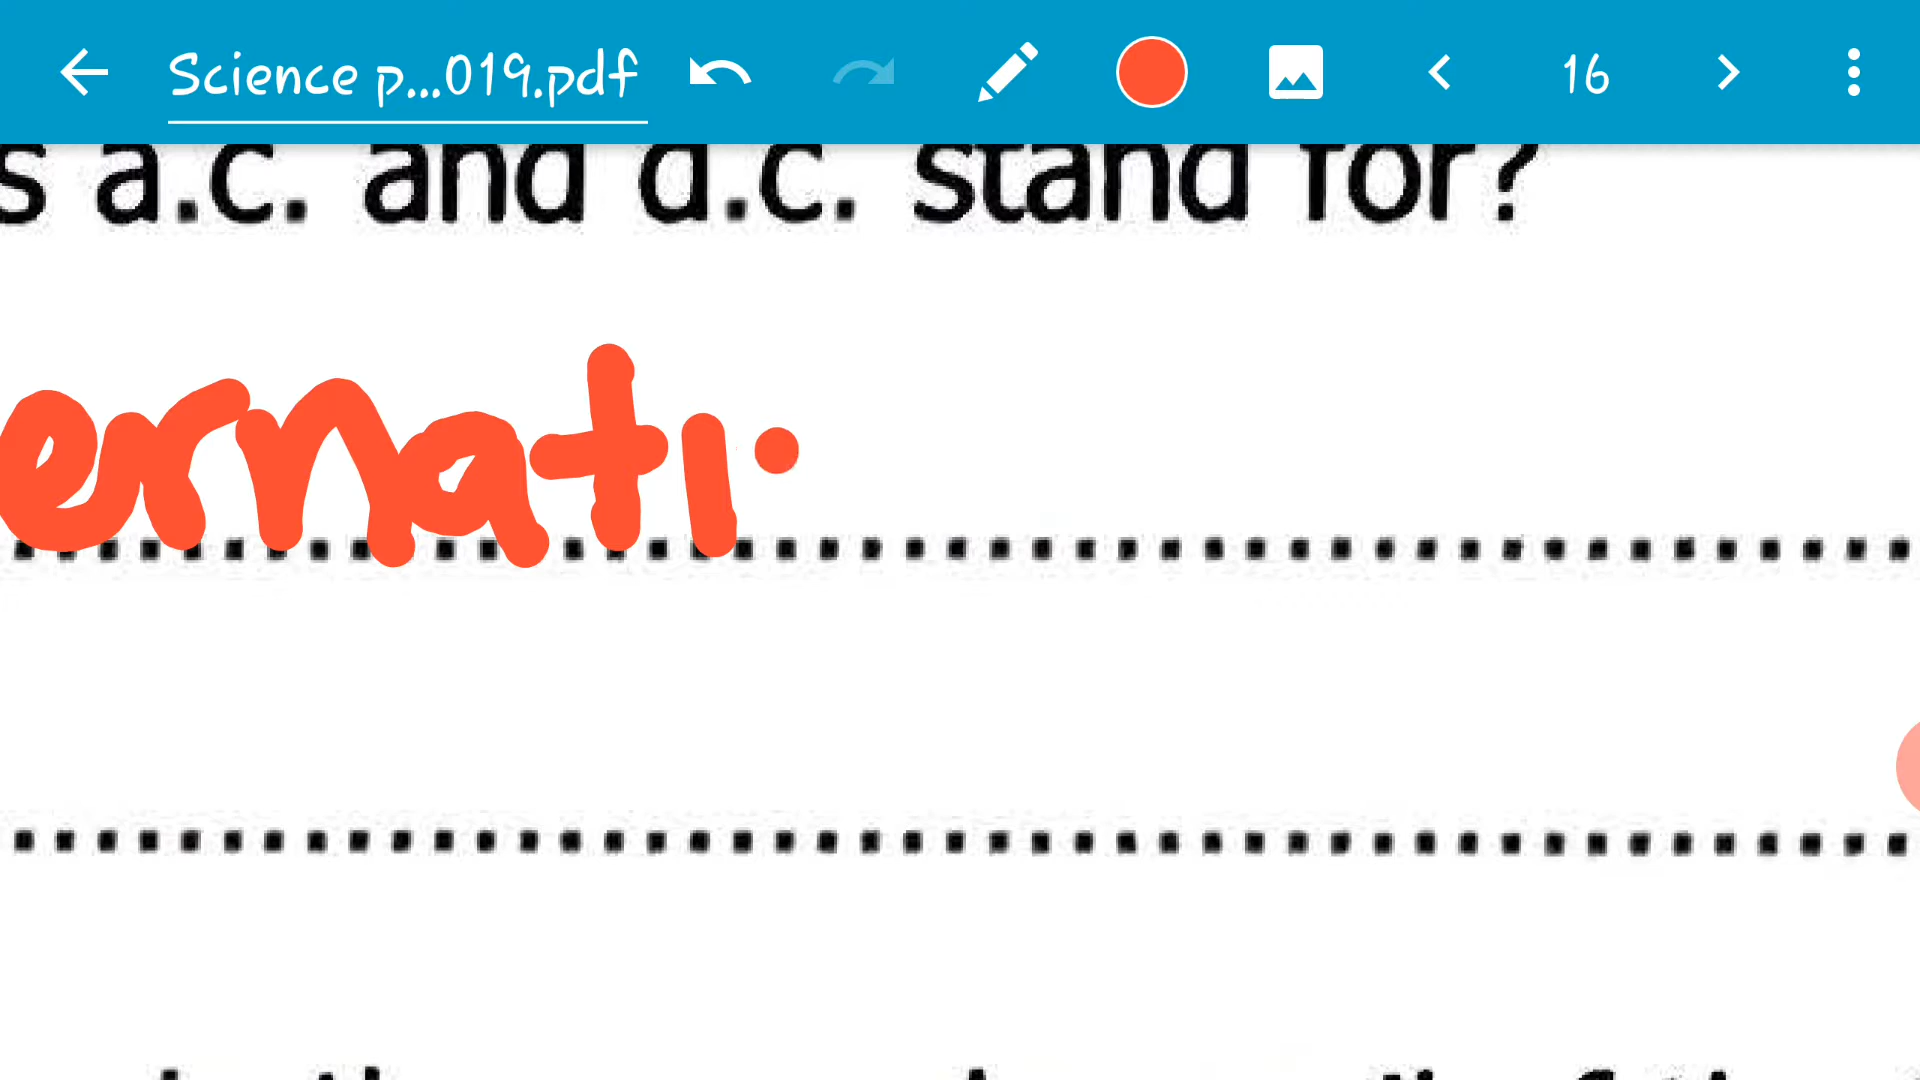 Science p...019.pdf 16
s a.c. and d.c. stand for?
ernati